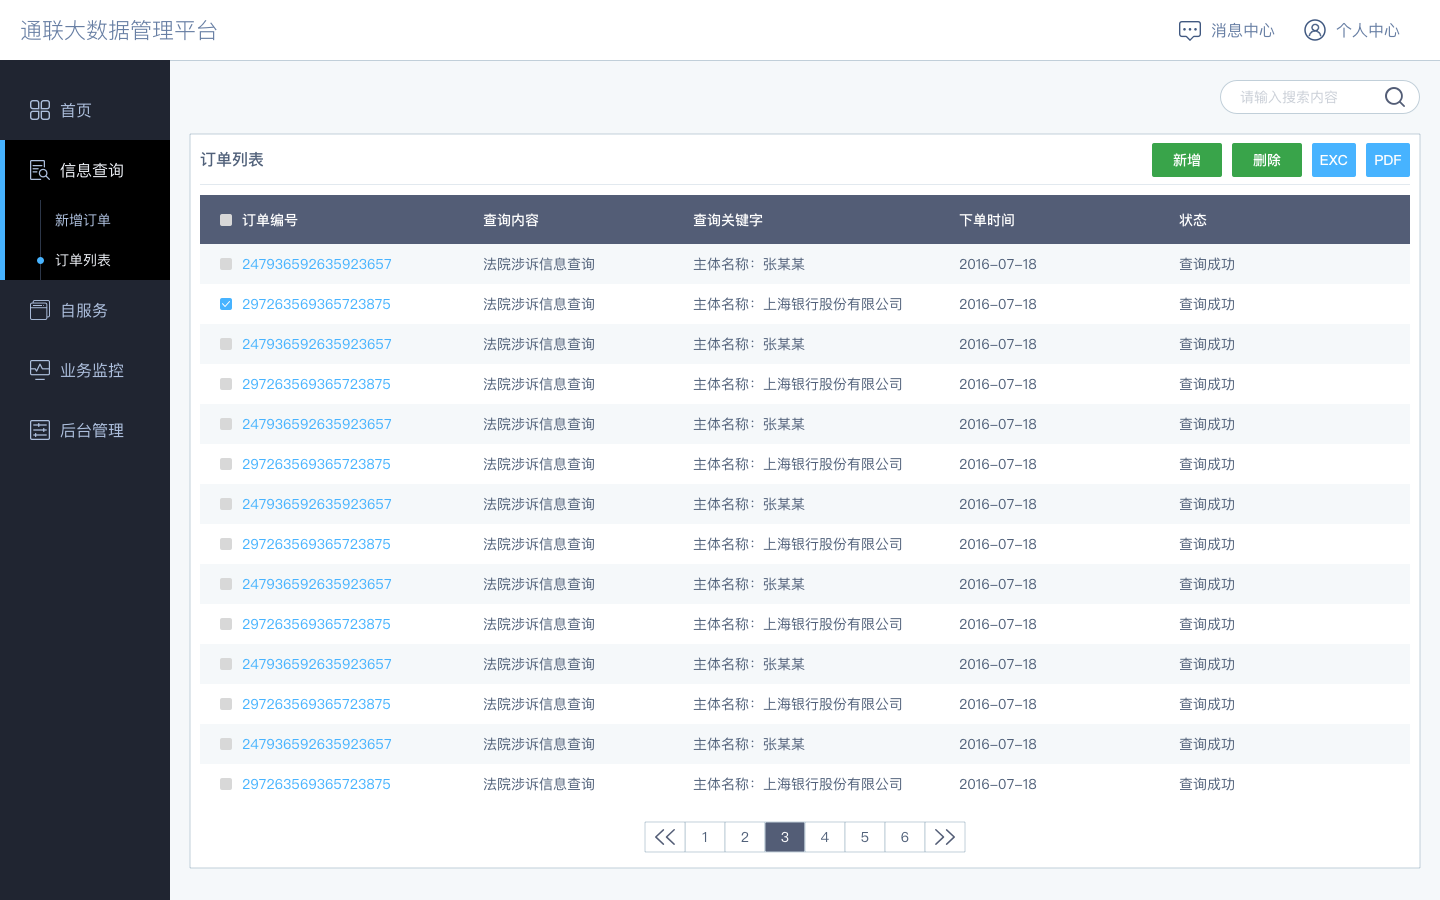 通联大数据管理平台 消息中心 个人中心
请输入搜索内容
首页
信息查询
新增订单
订单列表
自服务
业务监控
后台管理
订单列表 新增 删除 EXC PDF
订单编号 查询内容 查询关键字 下单时间 状态
247936592635923657 法院涉诉信息查询 主体名称：张某某 2016-07-18 查询成功
297263569365723875 法院涉诉信息查询 主体名称：上海银行股份有限公司 2016-07-18 查询成功
247936592635923657 法院涉诉信息查询 主体名称：张某某 2016-07-18 查询成功
297263569365723875 法院涉诉信息查询 主体名称：上海银行股份有限公司 2016-07-18 查询成功
247936592635923657 法院涉诉信息查询 主体名称：张某某 2016-07-18 查询成功
297263569365723875 法院涉诉信息查询 主体名称：上海银行股份有限公司 2016-07-18 查询成功
247936592635923657 法院涉诉信息查询 主体名称：张某某 2016-07-18 查询成功
297263569365723875 法院涉诉信息查询 主体名称：上海银行股份有限公司 2016-07-18 查询成功
247936592635923657 法院涉诉信息查询 主体名称：张某某 2016-07-18 查询成功
297263569365723875 法院涉诉信息查询 主体名称：上海银行股份有限公司 2016-07-18 查询成功
247936592635923657 法院涉诉信息查询 主体名称：张某某 2016-07-18 查询成功
297263569365723875 法院涉诉信息查询 主体名称：上海银行股份有限公司 2016-07-18 查询成功
247936592635923657 法院涉诉信息查询 主体名称：张某某 2016-07-18 查询成功
297263569365723875 法院涉诉信息查询 主体名称：上海银行股份有限公司 2016-07-18 查询成功
1 2 3 4 5 6